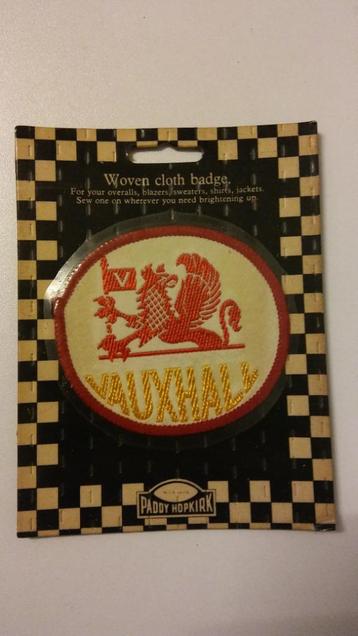 Woven cloth badge.
For your overalls, blazers, sweaters, shirts, jackets.
Sew one on wherever you need brightening up.
V
VAUXHALL
PADDY HOPKIRK